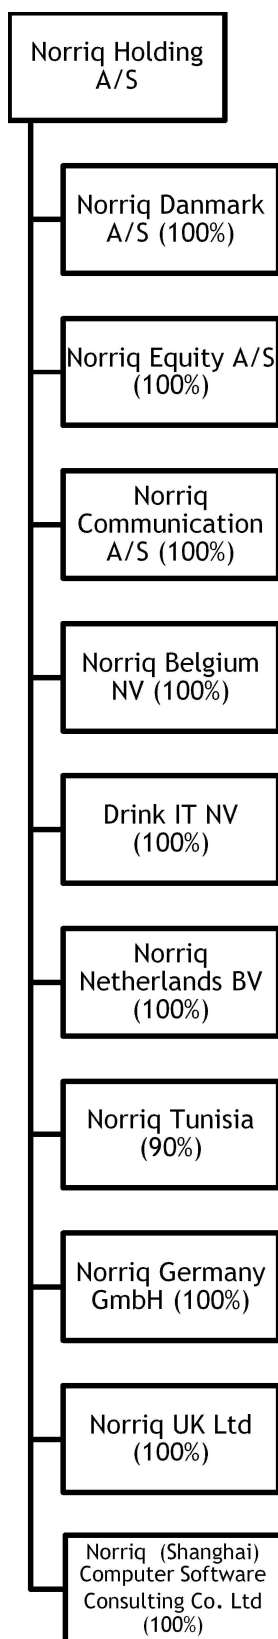 Norriq Holding
A/S
Norriq Danmark
A/S (100%)
Norriq Equity A/S
(100%)
Norriq
Communication
A/S (100%)
Norriq Belgium
NV (100%)
Drink IT NV
(100%)
Norriq
Netherlands BV
(100%)
Norriq Tunisia
(90%)
Norriq Germany
GmbH (100%)
Norriq UK Ltd
(100%)
Norriq (Shanghai)
Computer Software
Consulting Co. Ltd
(100%)